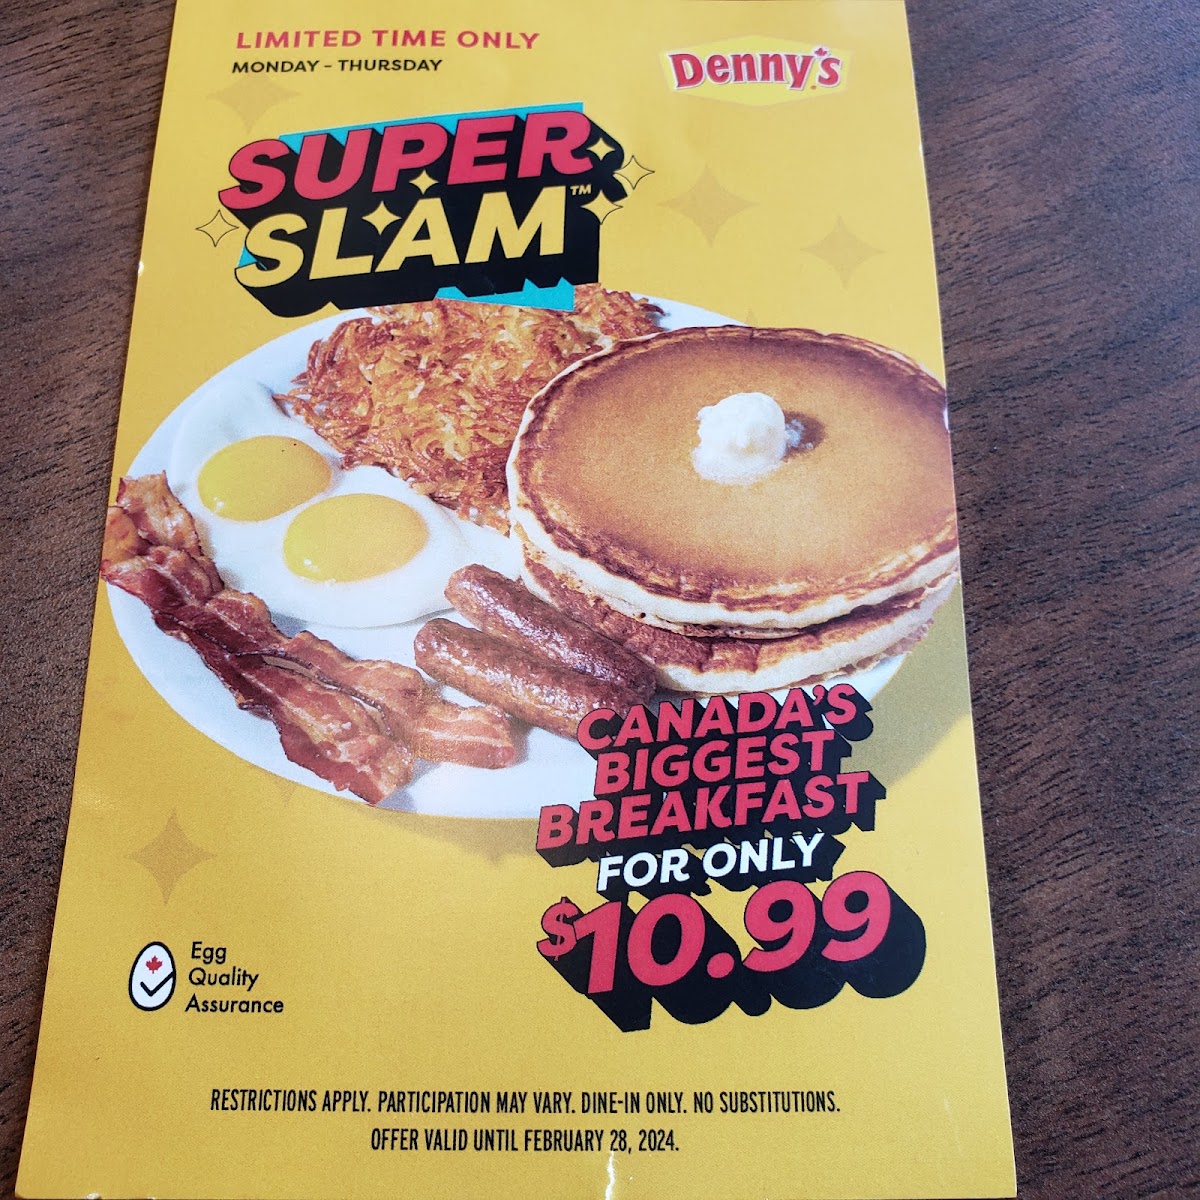 LIMITED TIME ONLY
MONDAY - THURSDAY
Denny's
SUPER
SLAM™
CANADA'S
BIGGEST
BREAKFAST
FOR ONLY
$10.99
Egg
Quality
Assurance
RESTRICTIONS APPLY. PARTICIPATION MAY VARY. DINE-IN ONLY. NO SUBSTITUTIONS.
OFFER VALID UNTIL FEBRUARY 28, 2024.